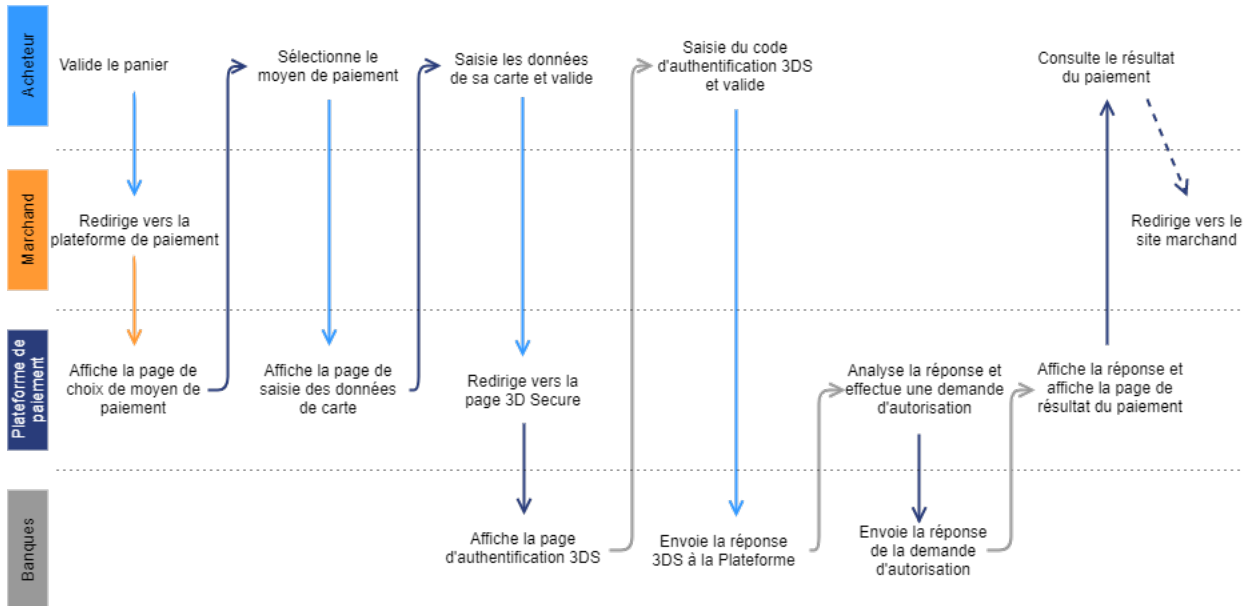 Acheteur
Valide le panier
Sélectionne le
moyen de paiement
Saisie les données
de sa carte et valide
Saisie du code
d'authentification 3DS
et valide
Consulte le résultat
du paiement
Marchand
Redirige vers la
plateforme de paiement
Redirige vers le
site marchand
Plateforme de
paiement
Affiche la page de
choix de moyen de
paiement
Affiche la page de
saisie des données
de carte
Redirige vers la
page 3D Secure
Analyse la réponse et
effectue une demande
d'autorisation
Affiche la réponse et
affiche la page de
résultat du paiement
Banques
Affiche la page
d'authentification 3DS
Envoie la réponse
3DS à la Plateforme
Envoie la réponse
de la demande
d'autorisation